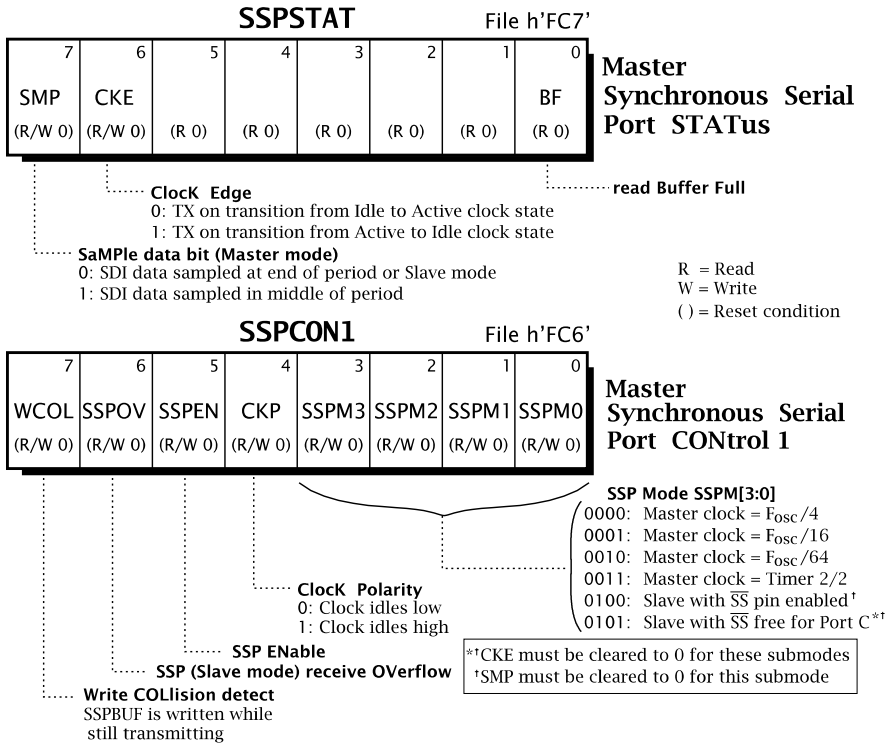 SSPSTAT File h'FC7'
7 6 5 4 3 2 1 0
SMP CKE BF
(R/W 0) (R/W 0) (R 0) (R 0) (R 0) (R 0) (R 0) (R 0)
Master
Synchronous Serial
Port STATus
ClocK Edge
0: TX on transition from Idle to Active clock state
1: TX on transition from Active to Idle clock state
read Buffer Full
SaMPle data bit (Master mode)
0: SDI data sampled at end of period or Slave mode
1: SDI data sampled in middle of period
R = Read
W = Write
( ) = Reset condition
SSPCON1 File h'FC6'
7 6 5 4 3 2 1 0
WCOL SSPOV SSPEN CKP SSPM3 SSPM2 SSPM1 SSPM0
(R/W 0) (R/W 0) (R/W 0) (R/W 0) (R/W 0) (R/W 0) (R/W 0) (R/W 0)
Master
Synchronous Serial
Port CONtrol 1
SSP Mode SSPM[3:0]
0000: Master clock = Fosc/4
0001: Master clock = Fosc/16
0010: Master clock = Fosc/64
0011: Master clock = Timer 2/2
0100: Slave with S̅S̅ pin enabled†
0101: Slave with S̅S̅ free for Port C*†
ClocK Polarity
0: Clock idles low
1: Clock idles high
SSP ENable
SSP (Slave mode) receive OVerflow
Write COLlision detect
SSPBUF is written while
still transmitting
*†CKE must be cleared to 0 for these submodes
†SMP must be cleared to 0 for this submode